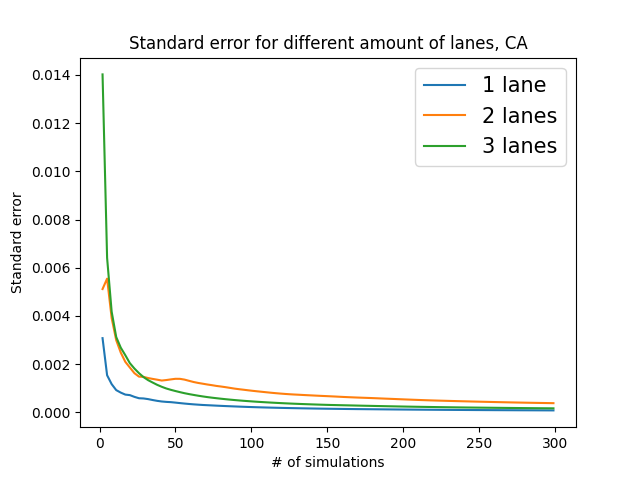 Standard error for different amount of lanes, CA
1 lane
2 lanes
3 lanes
0.014
0.012
0.010
0.008
0.006
0.004
0.002
0.000
Standard error
0 50 100 150 200 250 300
# of simulations